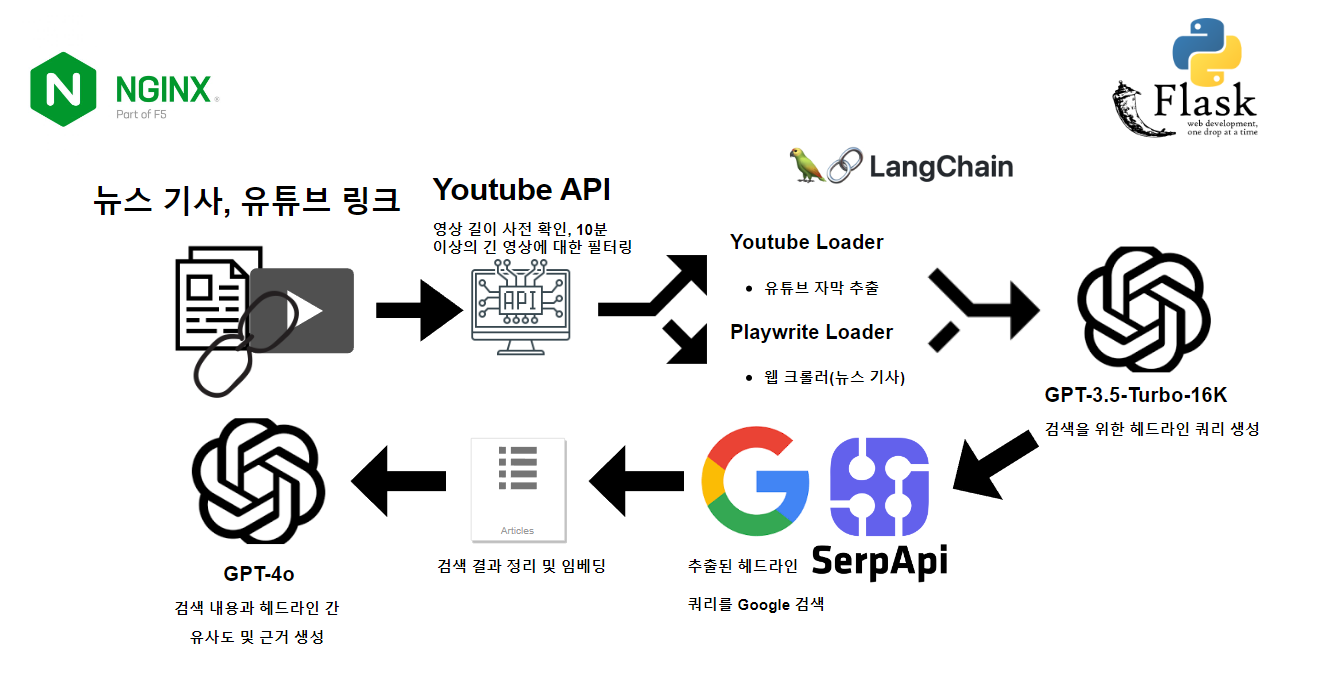 NGINX
Part of F5
Flask
web development,
one drop at a time
LangChain
뉴스 기사, 유튜브 링크
Youtube API
영상 길이 사전 확인, 10분
이상의 긴 영상에 대한 필터링
API
Youtube Loader
• 유튜브 자막 추출
Playwrite Loader
• 웹 크롤러(뉴스 기사)
GPT-3.5-Turbo-16K
검색을 위한 헤드라인 쿼리 생성
SerpApi
추출된 헤드라인
쿼리를 Google 검색
Articles
검색 결과 정리 및 임베딩
GPT-4o
검색 내용과 헤드라인 간
유사도 및 근거 생성